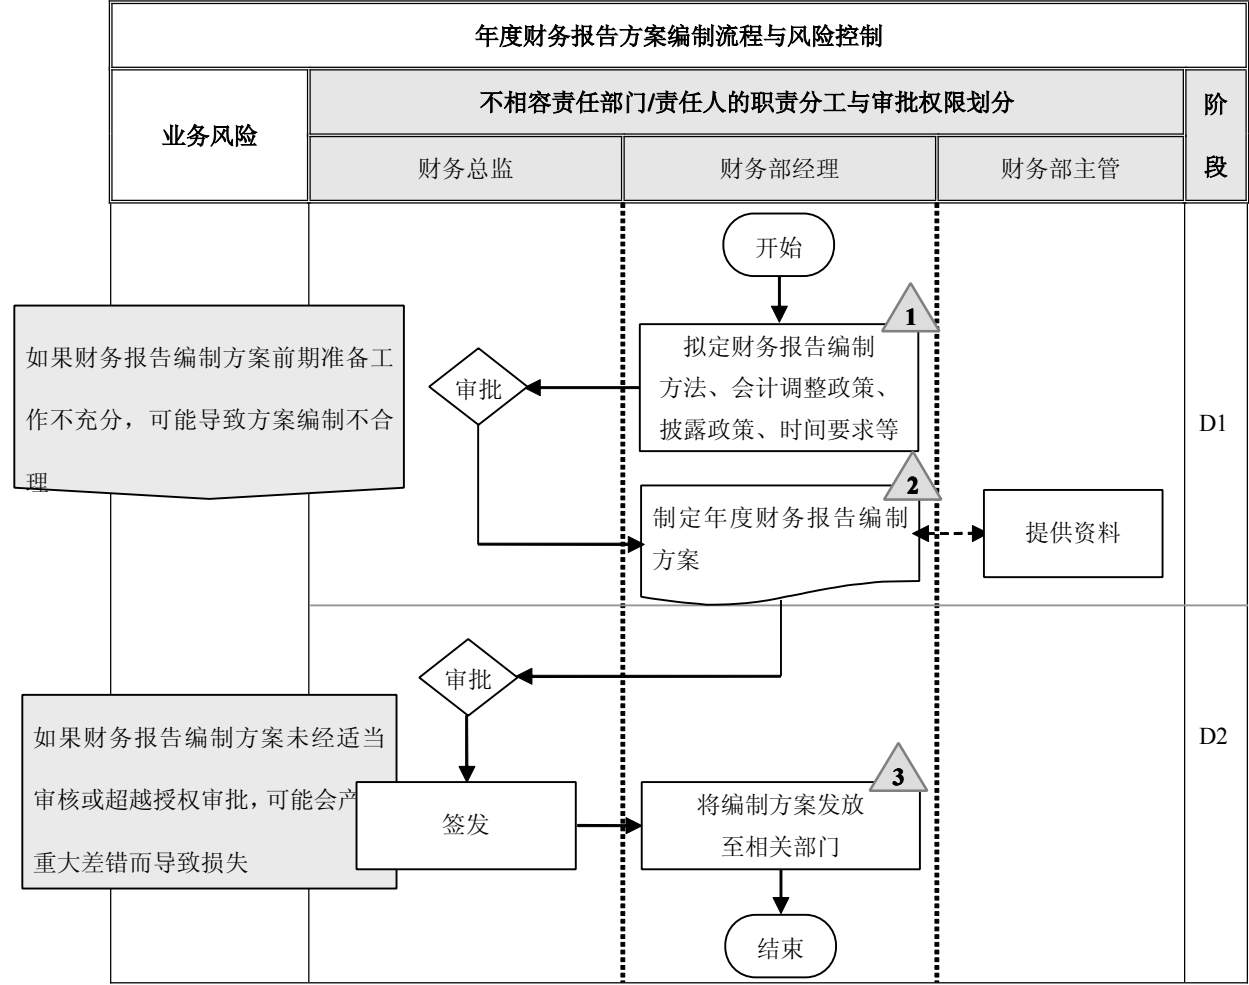 年度财务报告方案编制流程与风险控制
业务风险
不相容责任部门/责任人的职责分工与审批权限划分
阶
段
财务总监
财务部经理
财务部主管
开始
1
拟定财务报告编制
方法、会计调整政策、
披露政策、时间要求等
审批
如果财务报告编制方案前期准备工
作不充分，可能导致方案编制不合
理
D1
2
制定年度财务报告编制
方案
提供资料
审批
如果财务报告编制方案未经适当
审核或超越授权审批，可能会产
重大差错而导致损失
D2
签发
3
将编制方案发放
至相关部门
结束